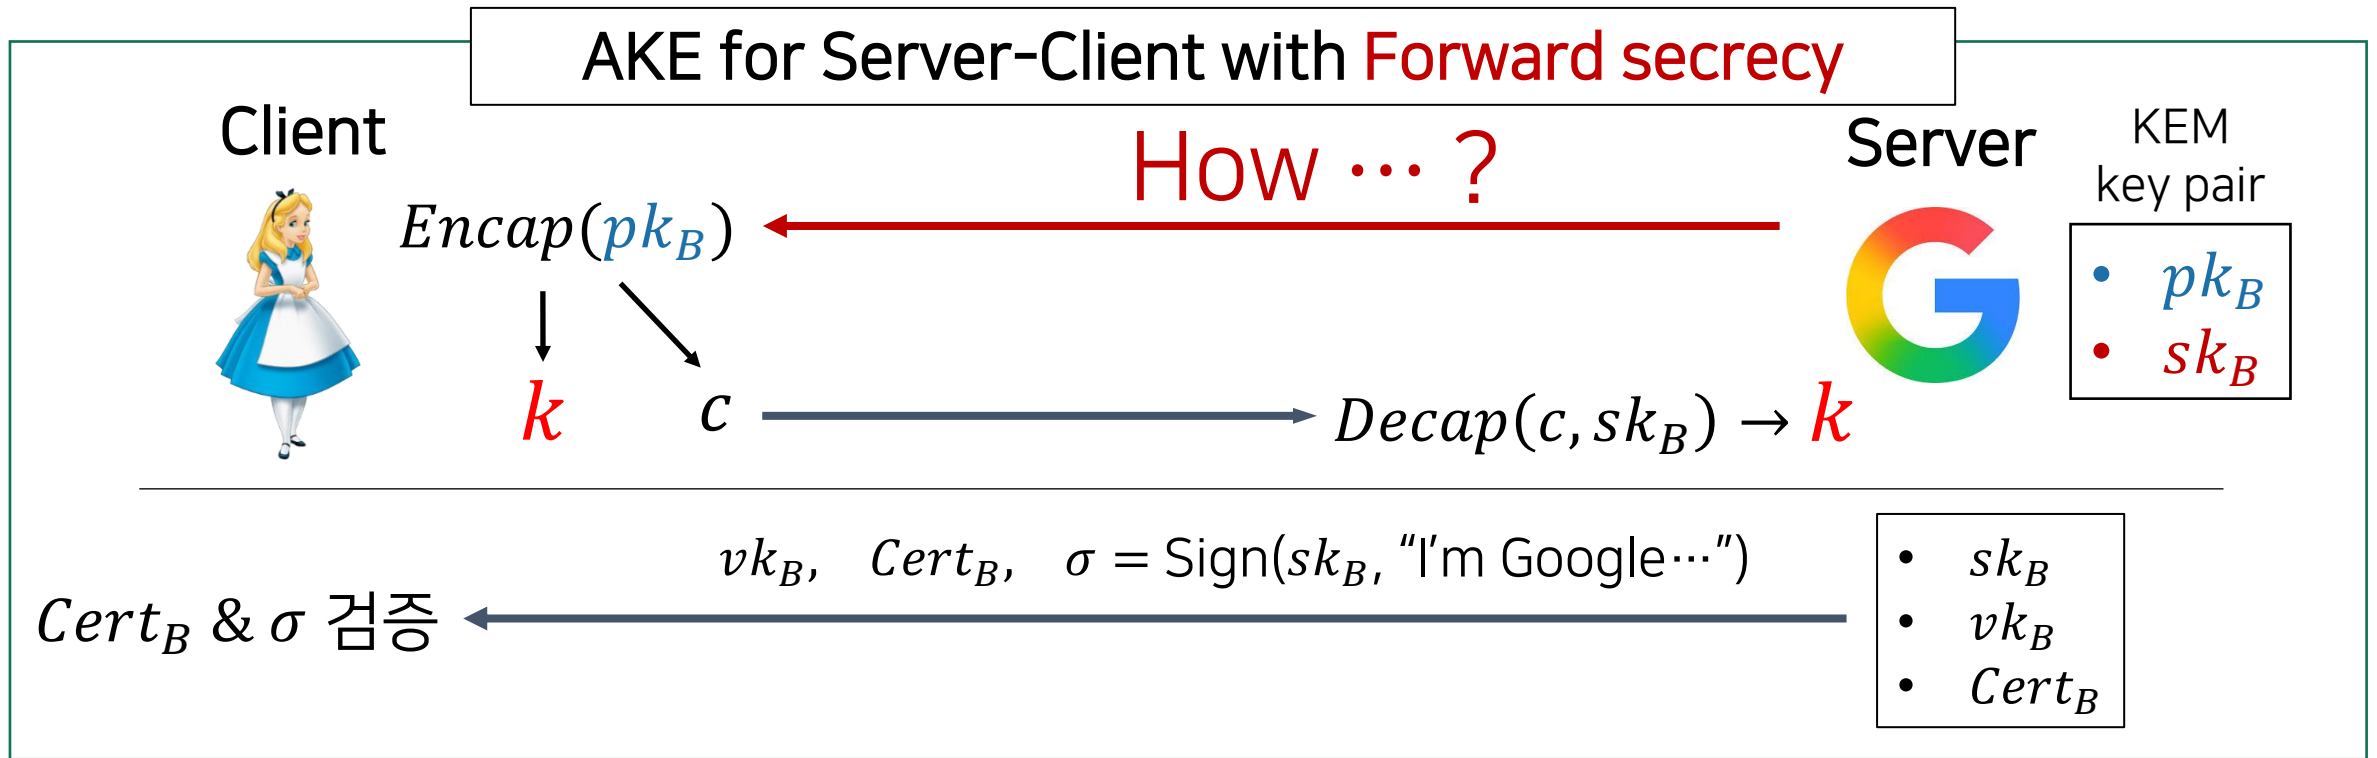 AKE for Server-Client with Forward secrecy
Client
How ⋯ ?
Server
KEM
key pair
Encap(pk_B)
• pk_B
• sk_B
k
c
Decap(c, sk_B) → k
vk_B, Cert_B, σ = Sign(sk_B, “I’m Google⋯”)
Cert_B & σ 검증
• sk_B
• vk_B
• Cert_B